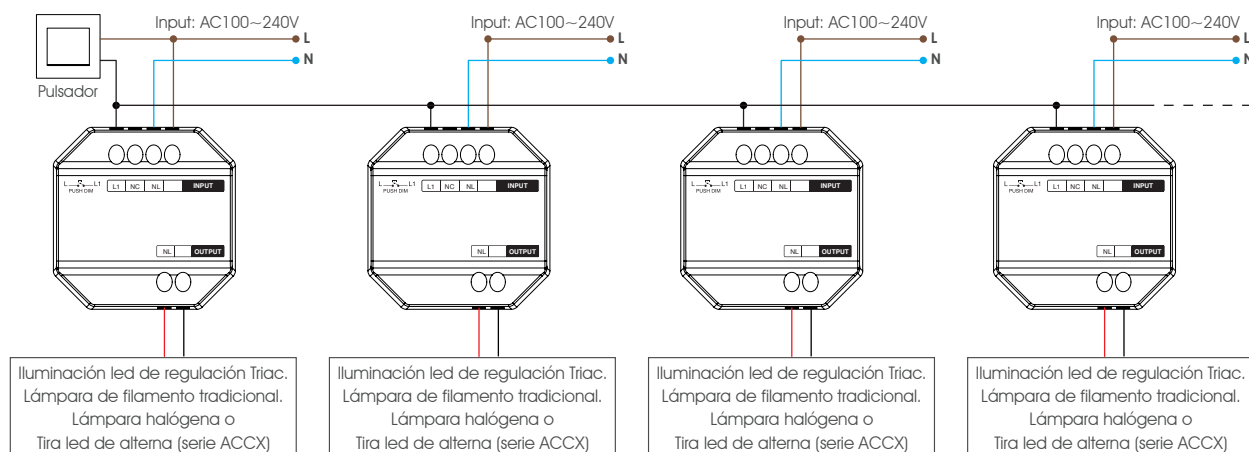 Input: AC100~240V
L
N
Pulsador
L L1
PUSH DIM
L1 NC NL INPUT
NL OUTPUT
Iluminación led de regulación Triac.
Lámpara de filamento tradicional.
Lámpara halógena o
Tira led de alterna (serie ACCX)
Input: AC100~240V
L
N
L L1
PUSH DIM
L1 NC NL INPUT
NL OUTPUT
Iluminación led de regulación Triac.
Lámpara de filamento tradicional.
Lámpara halógena o
Tira led de alterna (serie ACCX)
Input: AC100~240V
L
N
L L1
PUSH DIM
L1 NC NL INPUT
NL OUTPUT
Iluminación led de regulación Triac.
Lámpara de filamento tradicional.
Lámpara halógena o
Tira led de alterna (serie ACCX)
Input: AC100~240V
L
N
L L1
PUSH DIM
L1 NC NL INPUT
NL OUTPUT
Iluminación led de regulación Triac.
Lámpara de filamento tradicional.
Lámpara halógena o
Tira led de alterna (serie ACCX)